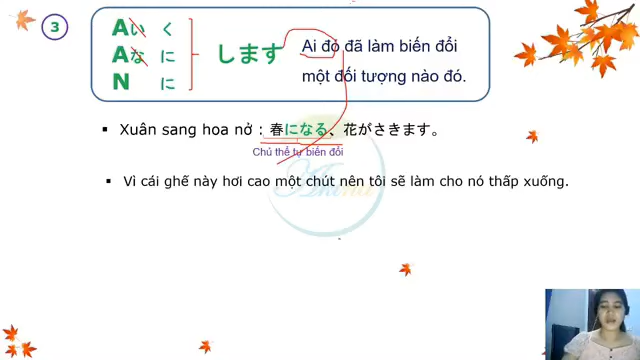 3
Aい く
Aな に
N に
します
Ai đó đã làm biến đổi
một đối tượng nào đó.
▪ Xuân sang hoa nở : 春になる、花がさきます。
Chủ thể tự biến đổi
▪ Vì cái ghế này hơi cao một chút nên tôi sẽ làm cho nó thấp xuống.